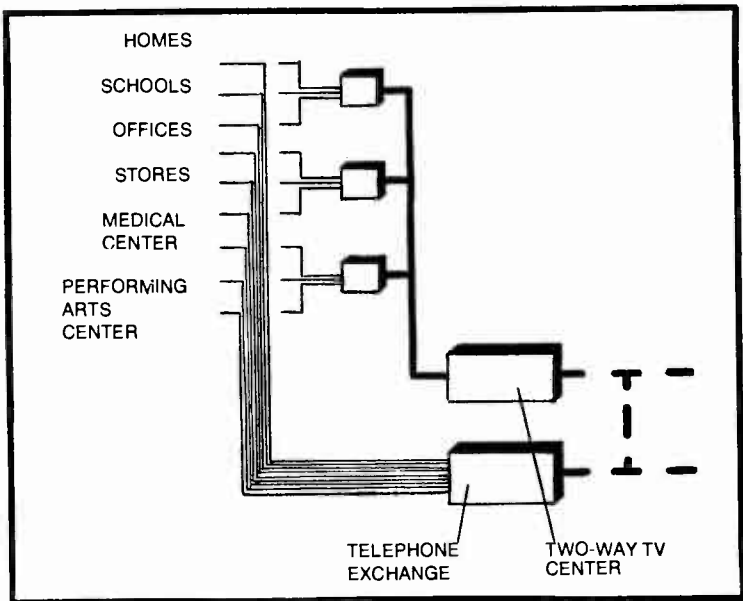 HOMES
SCHOOLS
OFFICES
STORES
MEDICAL
CENTER
PERFORMING
ARTS
CENTER
TELEPHONE
EXCHANGE
TWO-WAY TV
CENTER